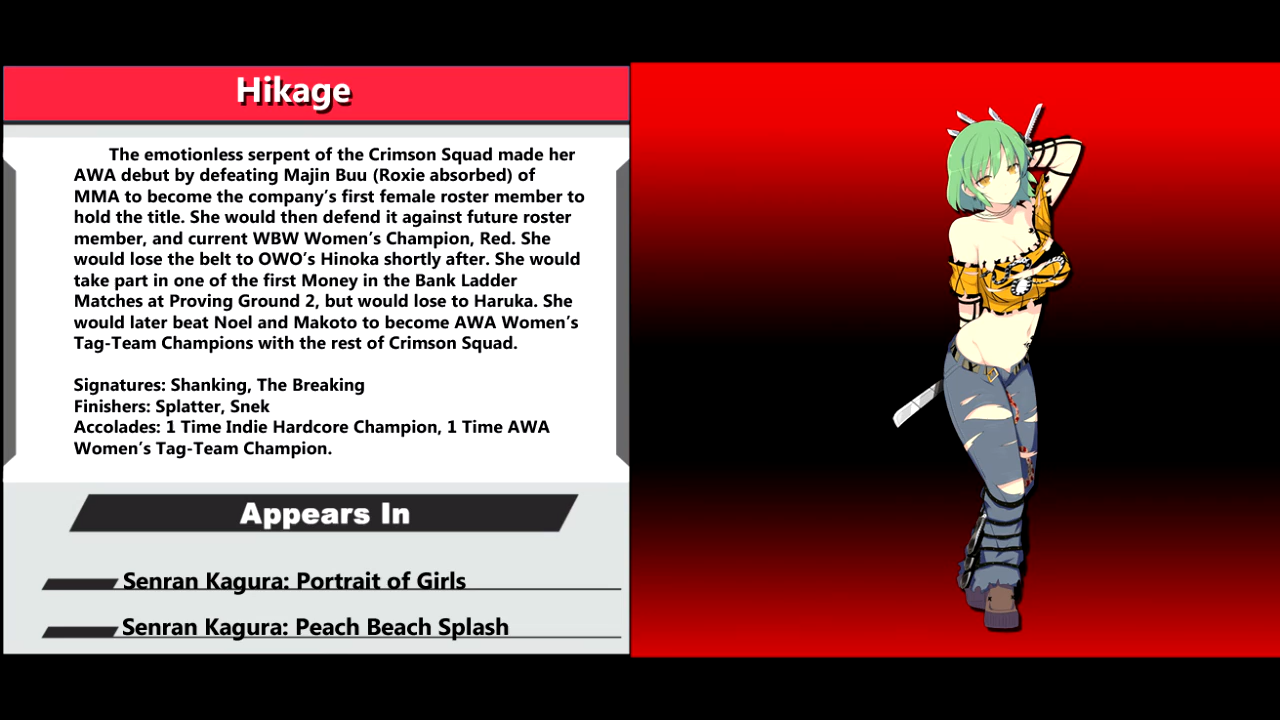 Hikage
The emotionless serpent of the Crimson Squad made her
AWA debut by defeating Majin Buu (Roxie absorbed) of
MMA to become the company's first female roster member to
hold the title. She would then defend it against future roster
member, and current WBW Women's Champion, Red. She
would lose the belt to OWO's Hinoka shortly after. She would
take part in one of the first Money in the Bank Ladder
Matches at Proving Ground 2, but would lose to Haruka. She
would later beat Noel and Makoto to become AWA Women's
Tag-Team Champions with the rest of Crimson Squad.
Signatures: Shanking, The Breaking
Finishers: Splatter, Snek
Accolades: 1 Time Indie Hardcore Champion, 1 Time AWA
Women's Tag-Team Champion.
Appears In
Senran Kagura: Portrait of Girls
Senran Kagura: Peach Beach Splash